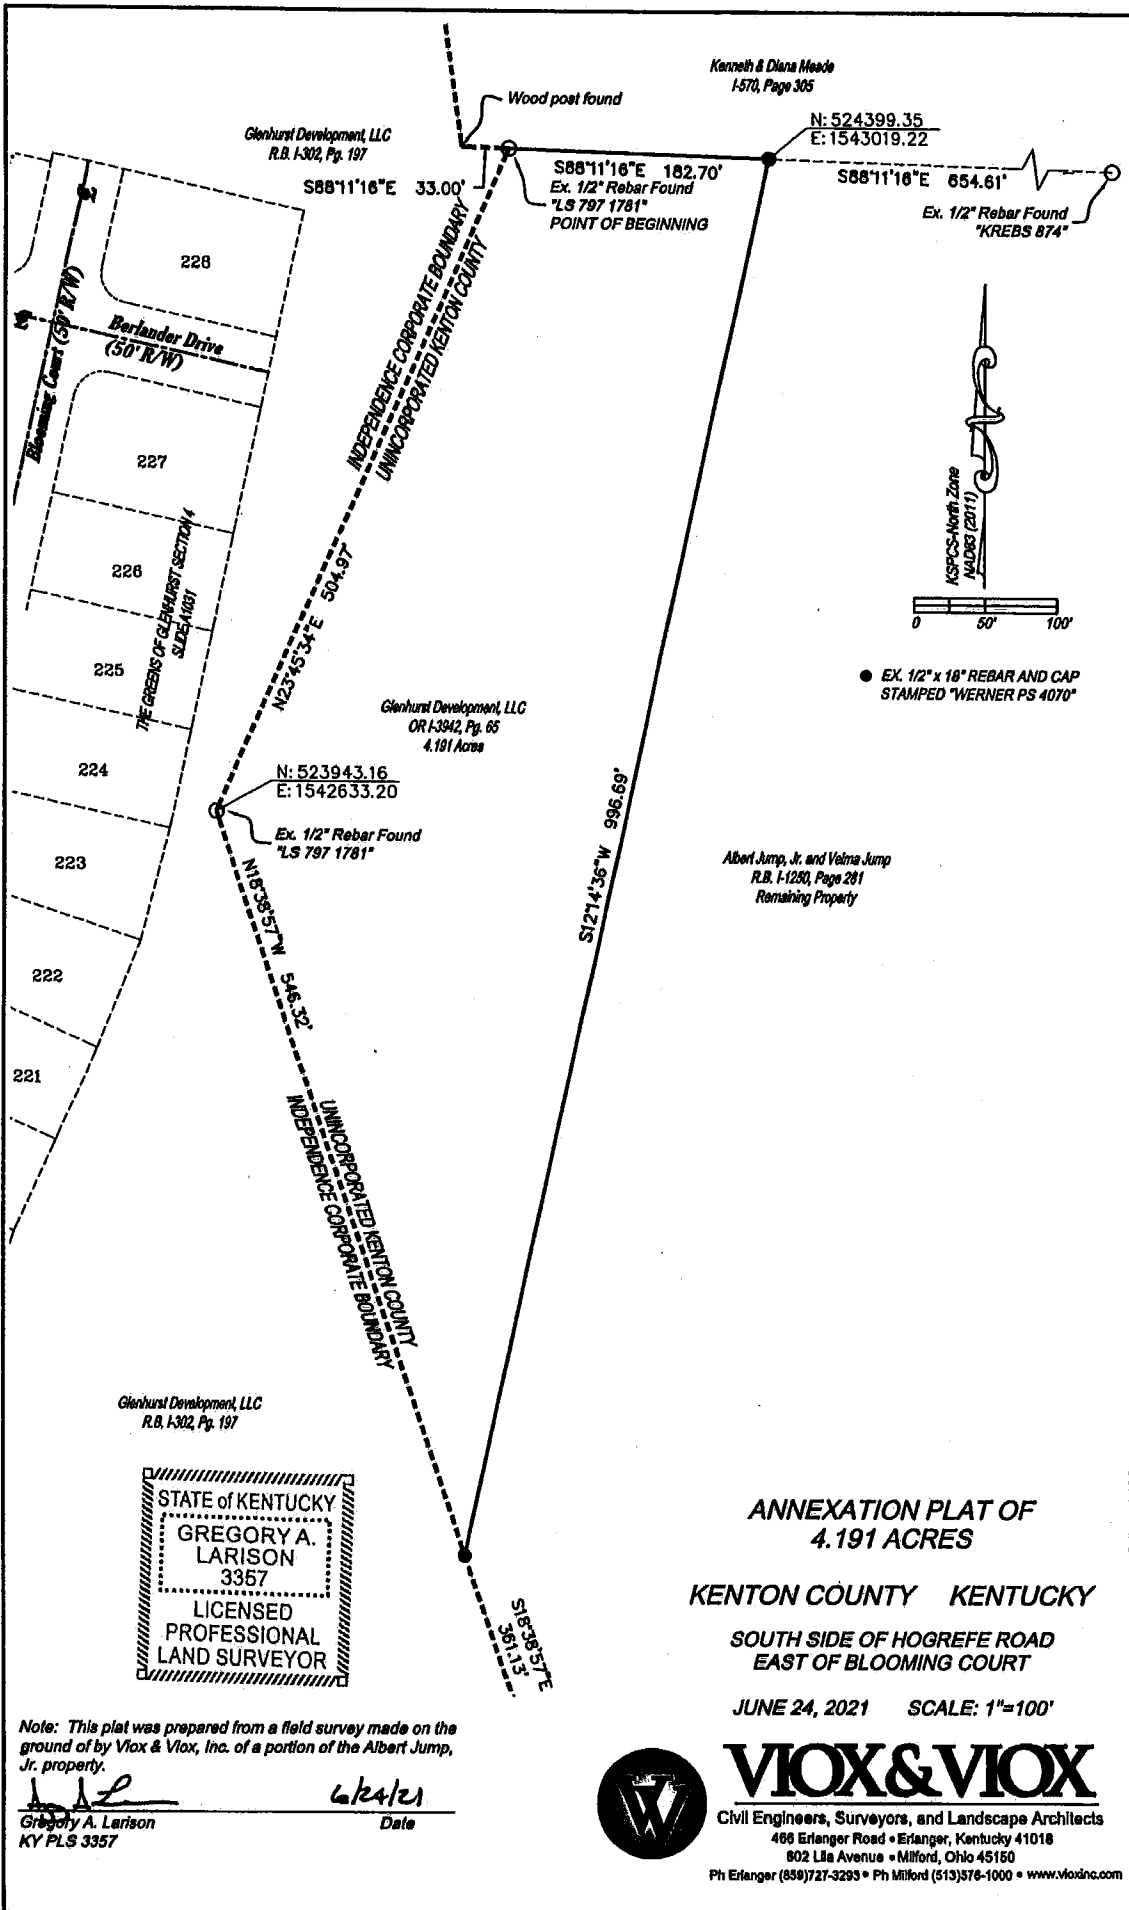 Kenneth & Diana Meade
I-570, Page 305
Wood post found
N: 524399.35
E: 1543019.22
Glenhurst Development, LLC
R.B. I-302, Pg. 197
S88°11'16"E 33.00'
S88°11'16"E 182.70'
Ex. 1/2" Rebar Found
"LS 797 1781"
POINT OF BEGINNING
S88°11'16"E 654.61'
Ex. 1/2" Rebar Found
"KREBS 874"
228
Berlander Drive
(50' R/W)
Blooming Court (50' R/W)
INDEPENDENCE CORPORATE BOUNDARY
UNINCORPORATED KENTON COUNTY
227
226
225
224
223
222
221
THE GREENS OF GLENHURST SECTION 4
SLIDE A1031
N23°45'34"E 504.97'
KSPCS-North Zone
NAD83 (2011)
0 50' 100'
EX. 1/2" x 18" REBAR AND CAP
STAMPED "WERNER PS 4070"
Glenhurst Development, LLC
OR I-3942, Pg. 65
4.191 Acres
N: 523943.16
E: 1542633.20
Ex. 1/2" Rebar Found
"LS 797 1781"
S12°14'36"W 996.69'
Albert Jump, Jr. and Velma Jump
R.B. I-1250, Page 281
Remaining Property
N18°38'57"W 546.32'
UNINCORPORATED KENTON COUNTY
INDEPENDENCE CORPORATE BOUNDARY
Glenhurst Development, LLC
R.B. I-302, Pg. 197
STATE of KENTUCKY
GREGORY A.
LARISON
3357
LICENSED
PROFESSIONAL
LAND SURVEYOR
S18°38'57"E
361.13'
ANNEXATION PLAT OF
4.191 ACRES
KENTON COUNTY KENTUCKY
SOUTH SIDE OF HOGREFE ROAD
EAST OF BLOOMING COURT
JUNE 24, 2021 SCALE: 1"=100'
Note: This plat was prepared from a field survey made on the
ground of by Viox & Viox, Inc. of a portion of the Albert Jump,
Jr. property.
6/24/21
Gregory A. Larison Date
KY PLS 3357
VIOX & VIOX
Civil Engineers, Surveyors, and Landscape Architects
466 Erlanger Road • Erlanger, Kentucky 41018
602 Lila Avenue • Milford, Ohio 45150
Ph Erlanger (859)727-3293 • Ph Milford (513)576-1000 • www.vioxinc.com